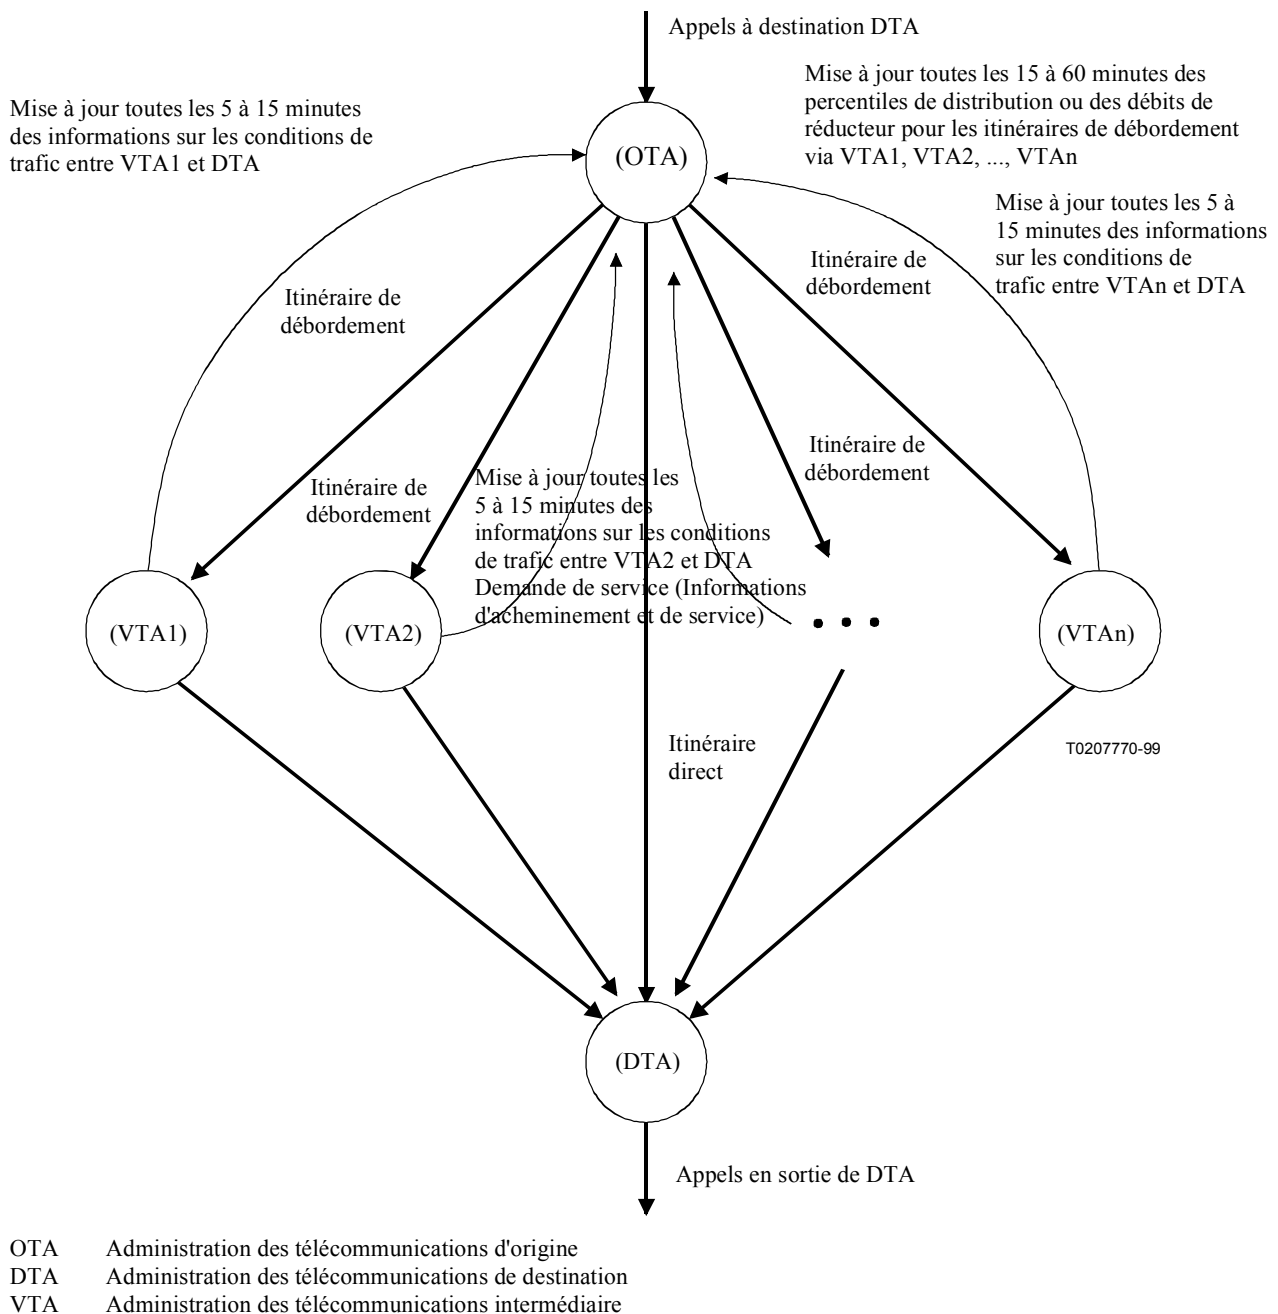 Appels à destination DTA
Mise à jour toutes les 5 à 15 minutes
des informations sur les conditions de
trafic entre VTA1 et DTA
Mise à jour toutes les 15 à 60 minutes des
percentiles de distribution ou des débits de
réducteur pour les itinéraires de débordement
via VTA1, VTA2, ..., VTAn
(OTA)
Mise à jour toutes les 5 à
15 minutes des informations
sur les conditions de
trafic entre VTAn et DTA
Itinéraire de
débordement
Itinéraire de
débordement
Itinéraire de
débordement
Itinéraire de
débordement
Mise à jour toutes les
5 à 15 minutes des
informations sur les conditions
de trafic entre VTA2 et DTA
Demande de service (Informations
d'acheminement et de service)
(VTA1)
(VTA2)
• • •
(VTAn)
Itinéraire
direct
T0207770-99
(DTA)
Appels en sortie de DTA
OTA Administration des télécommunications d'origine
DTA Administration des télécommunications de destination
VTA Administration des télécommunications intermédiaire